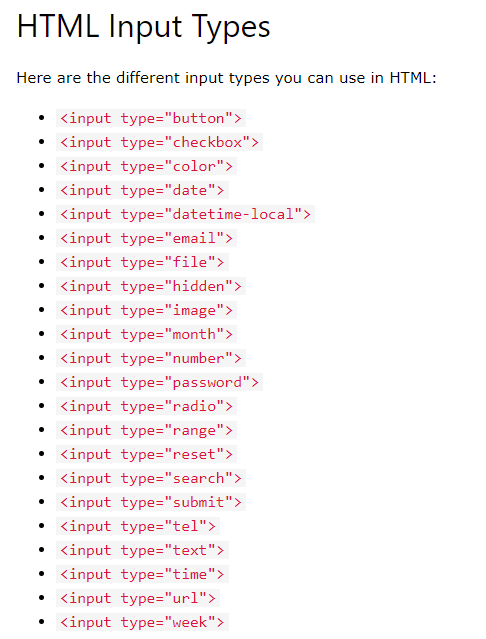 HTML Input Types
Here are the different input types you can use in HTML:
<input type="button">
<input type="checkbox">
<input type="color">
<input type="date">
<input type="datetime-local">
<input type="email">
<input type="file">
<input type="hidden">
<input type="image">
<input type="month">
<input type="number">
<input type="password">
<input type="radio">
<input type="range">
<input type="reset">
<input type="search">
<input type="submit">
<input type="tel">
<input type="text">
<input type="time">
<input type="url">
<input type="week">